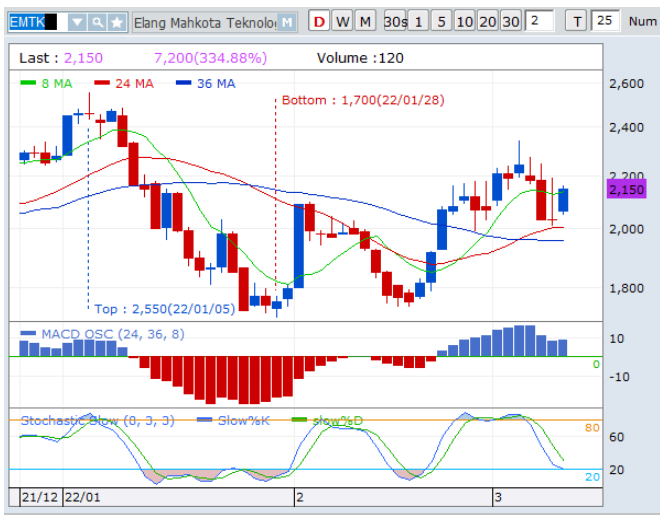 EMTK Elang Mahkota Teknolo M D W M 30s 1 5 10 20 30 2 T 25 Num
Last : 2,150 7,200(334.88%) Volume :120
8 MA 24 MA 36 MA
2,600
Bottom : 1,700(22/01/28)
2,400
2,200
2,150
2,000
1,800
Top : 2,550(22/01/05)
MACD OSC (24, 36, 8)
10
0
-10
Stochastic Slow (0, 3, 3) Slow%K slow%D
80
60
20
20
21/12 22/01 2 3